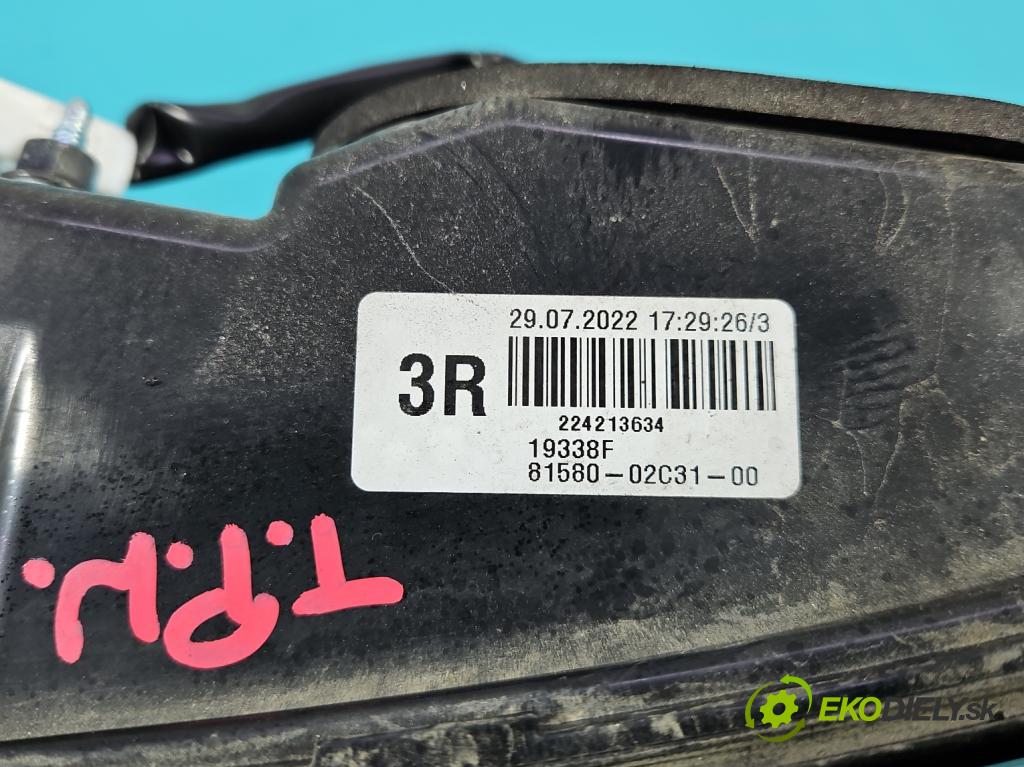 29.07.2022 17:29:26/3
3R
224213634
19338F
81580-02C31-00
T.P.W.
EKODIELY.sk